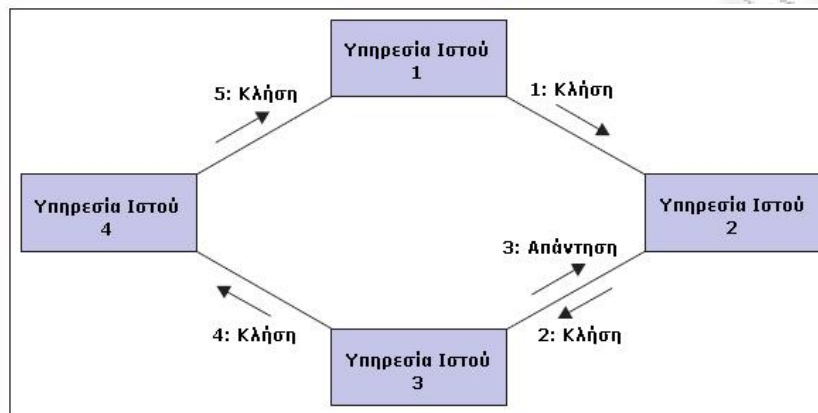 Υπηρεσία Ιστού
1
5: Κλήση
1: Κλήση
Υπηρεσία Ιστού
4
Υπηρεσία Ιστού
2
3: Απάντηση
4: Κλήση
2: Κλήση
Υπηρεσία Ιστού
3